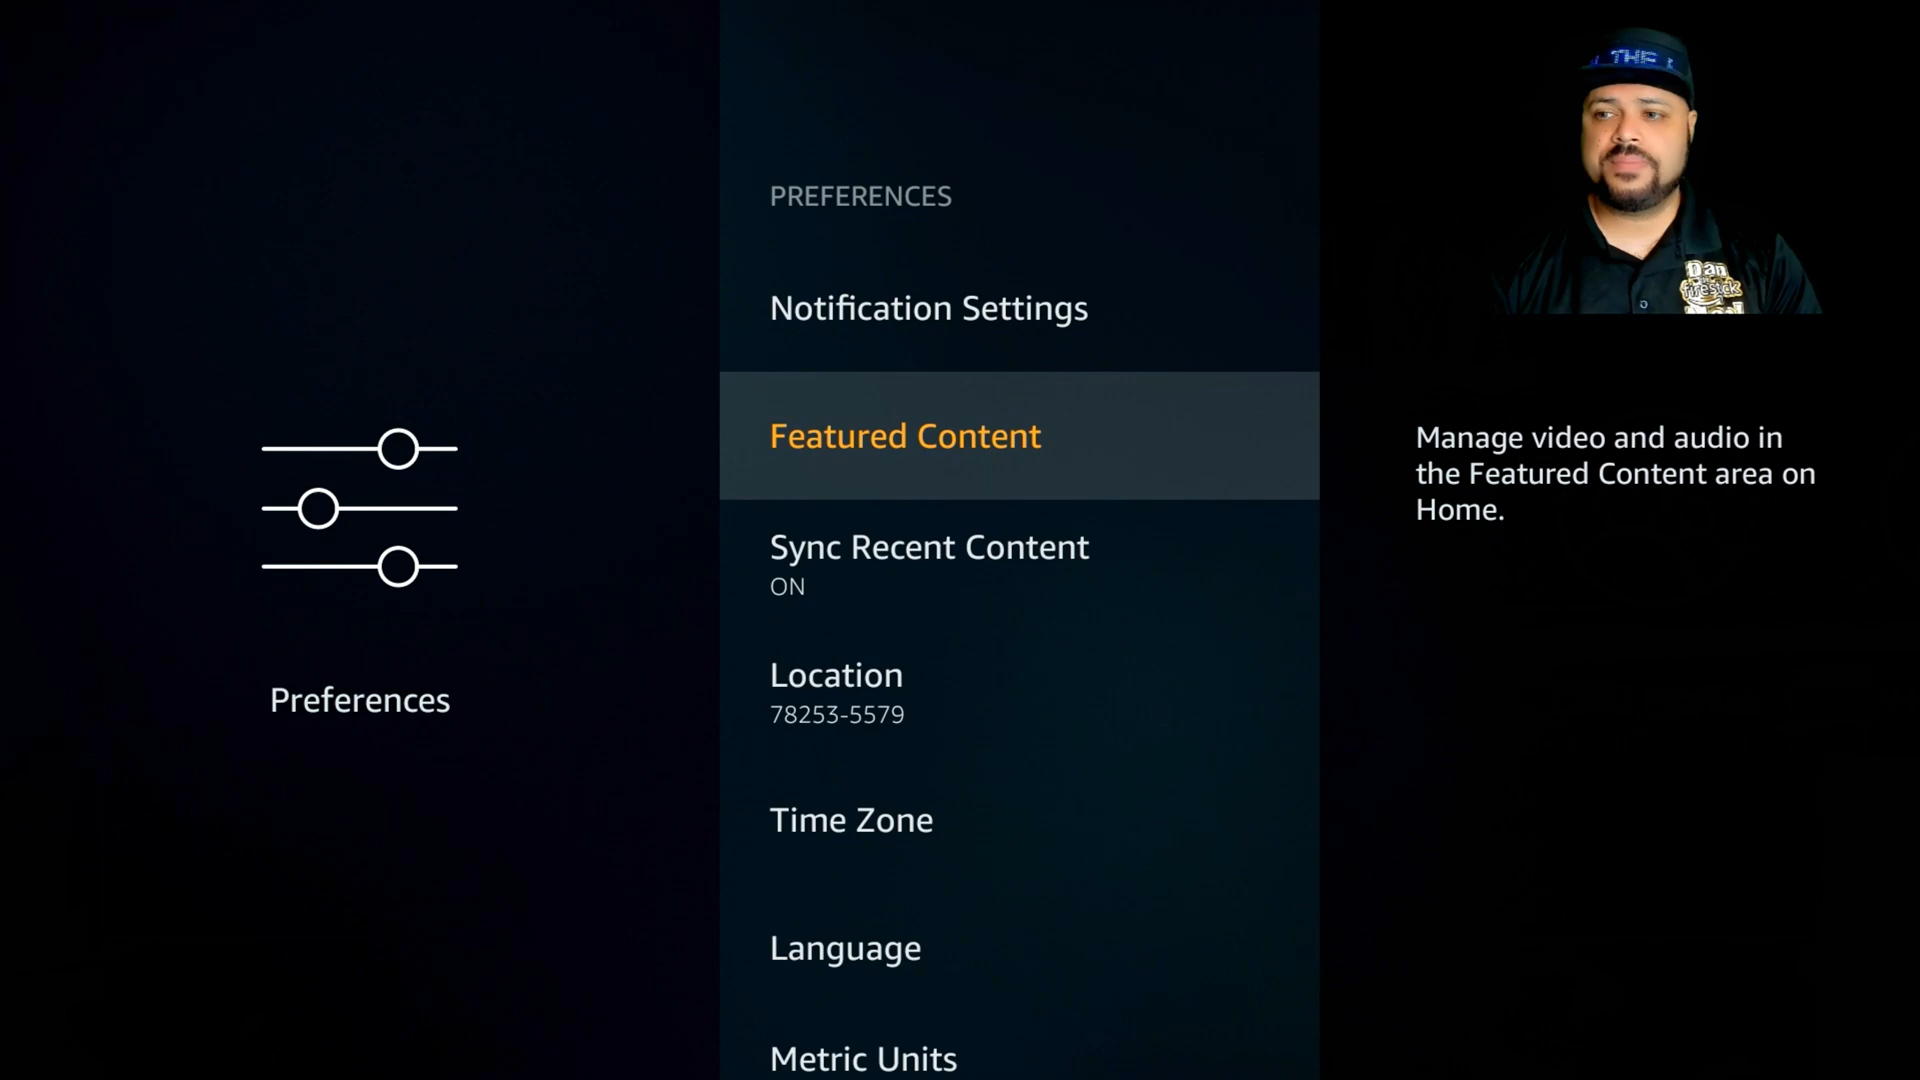 THE
Dan
firestick
PREFERENCES
Notification Settings
Featured Content
Manage video and audio in
the Featured Content area on
Home.
Sync Recent Content
ON
Location
78253-5579
Preferences
Time Zone
Language
Metric Units